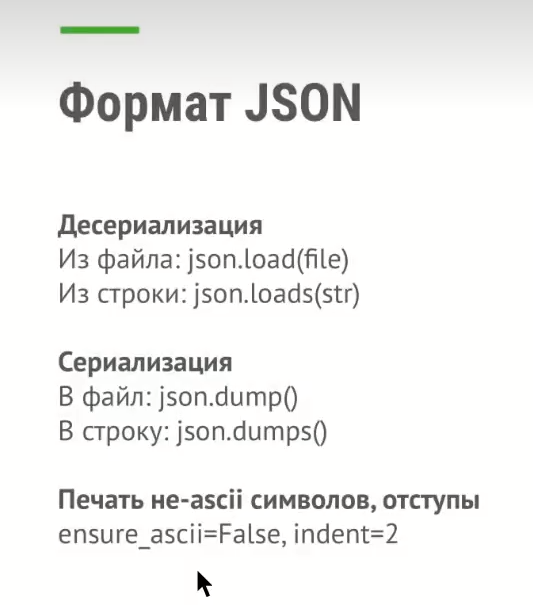 Формат JSON
Десериализация
Из файла: json.load(file)
Из строки: json.loads(str)
Сериализация
В файл: json.dump()
В строку: json.dumps()
Печать не-ascii символов, отступы
ensure_ascii=False, indent=2